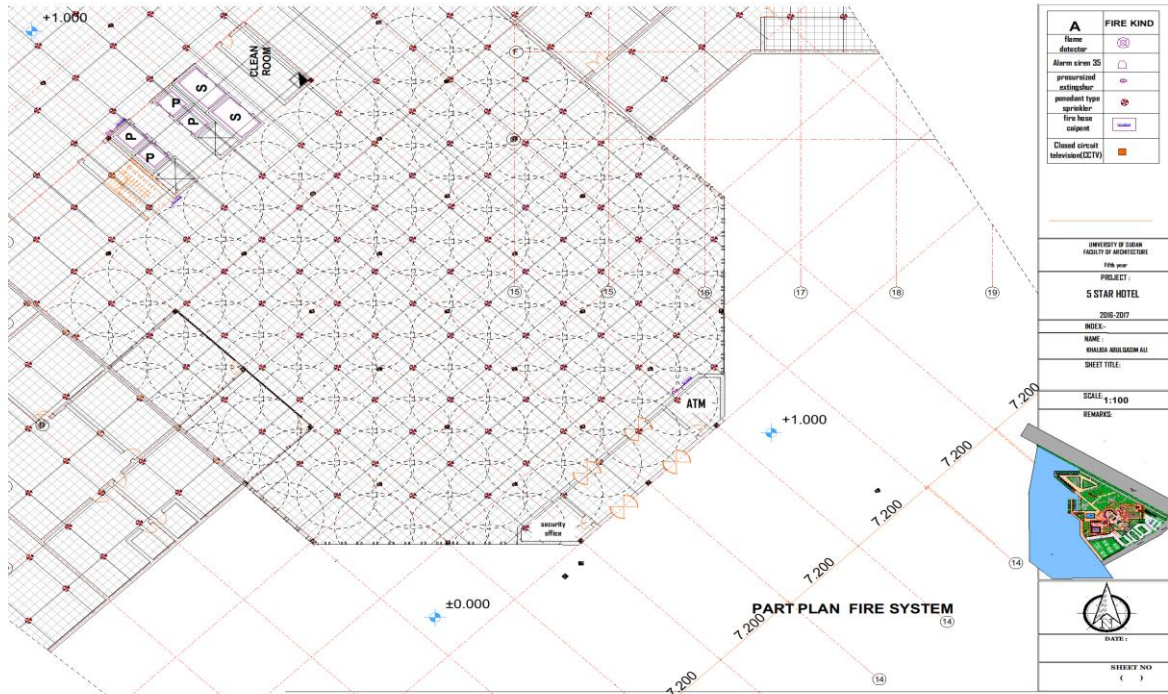 +1.000
CLEAN
ROOM
P
S
P
S
P
P
F
15
15
16
17
18
19
ATM
+1.000
security
office
±0.000
7.200
7.200
7.200
7.200
7.200
7.200
14
14
14
PART PLAN FIRE SYSTEM
A
FIRE KIND
flame
detector
Alarm siren 35
presureized
extingshur
penedant type
sprinkler
fire hose
caipent
Closed circuit
television(CCTV)
UNIVERSITY OF SUDAN
FACULTY OF ARCHITECTURE
Fifth year
PROJECT :
5 STAR HOTEL
2016-2017
INDEX:-
NAME :
KHALIDA ABULGASIM ALI
SHEET TITLE:
SCALE: 1:100
REMARKS:
N
DATE :
SHEET NO
( )